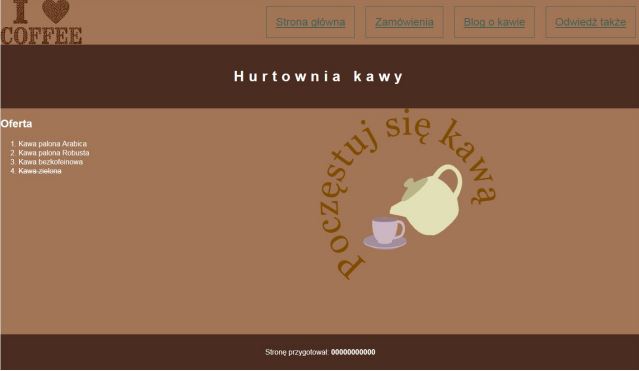 I ♥
COFFEE
Strona główna
Zamówienia
Blog o kawie
Odwiedź także
Hurtownia kawy
Oferta
1. Kawa palona Arabica
2. Kawa palona Robusta
3. Kawa bezkofeinowa
4. Kawa zielona
Poczęstuj się kawą
Stronę przygotował: 00000000000